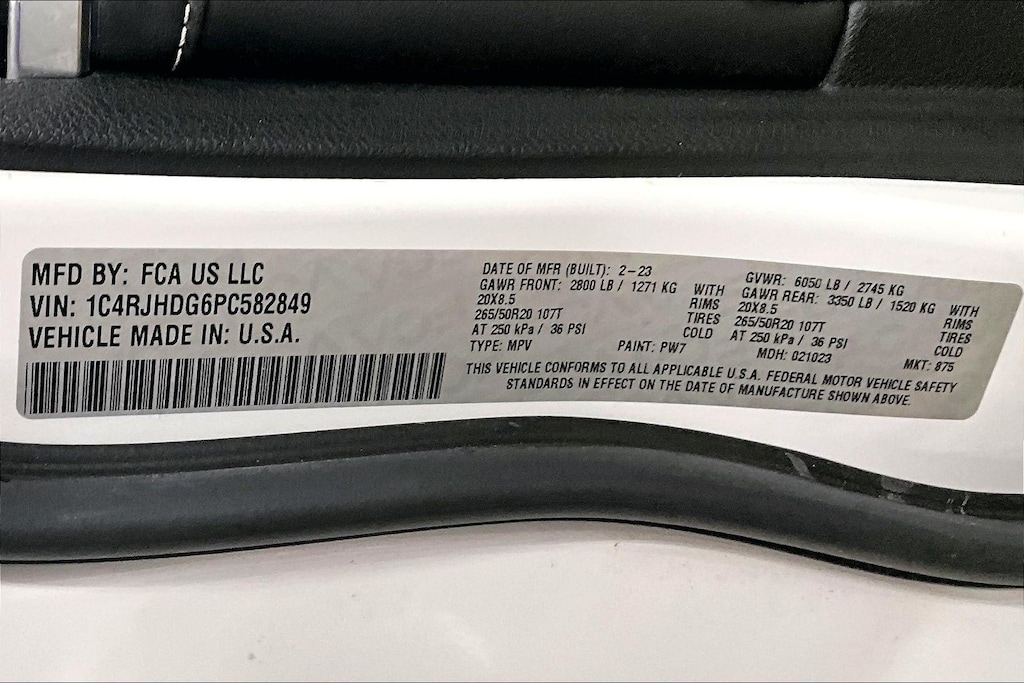 MFD BY: FCA US LLC
VIN: 1C4RJHDG6PC582849
VEHICLE MADE IN: U.S.A.
DATE OF MFR (BUILT): 2-23
GAWR FRONT: 2800 LB / 1271 KG WITH
20X8.5 RIMS
265/50R20 107T TIRES
AT 250 kPa / 36 PSI COLD
TYPE: MPV PAINT: PW7
GVWR: 6050 LB / 2745 KG
GAWR REAR: 3350 LB / 1520 KG WITH
20X8.5 RIMS
265/50R20 107T TIRES
AT 250 kPa / 36 PSI COLD
MDH: 021023 MKT: 875
THIS VEHICLE CONFORMS TO ALL APPLICABLE U.S.A. FEDERAL MOTOR VEHICLE SAFETY
STANDARDS IN EFFECT ON THE DATE OF MANUFACTURE SHOWN ABOVE.